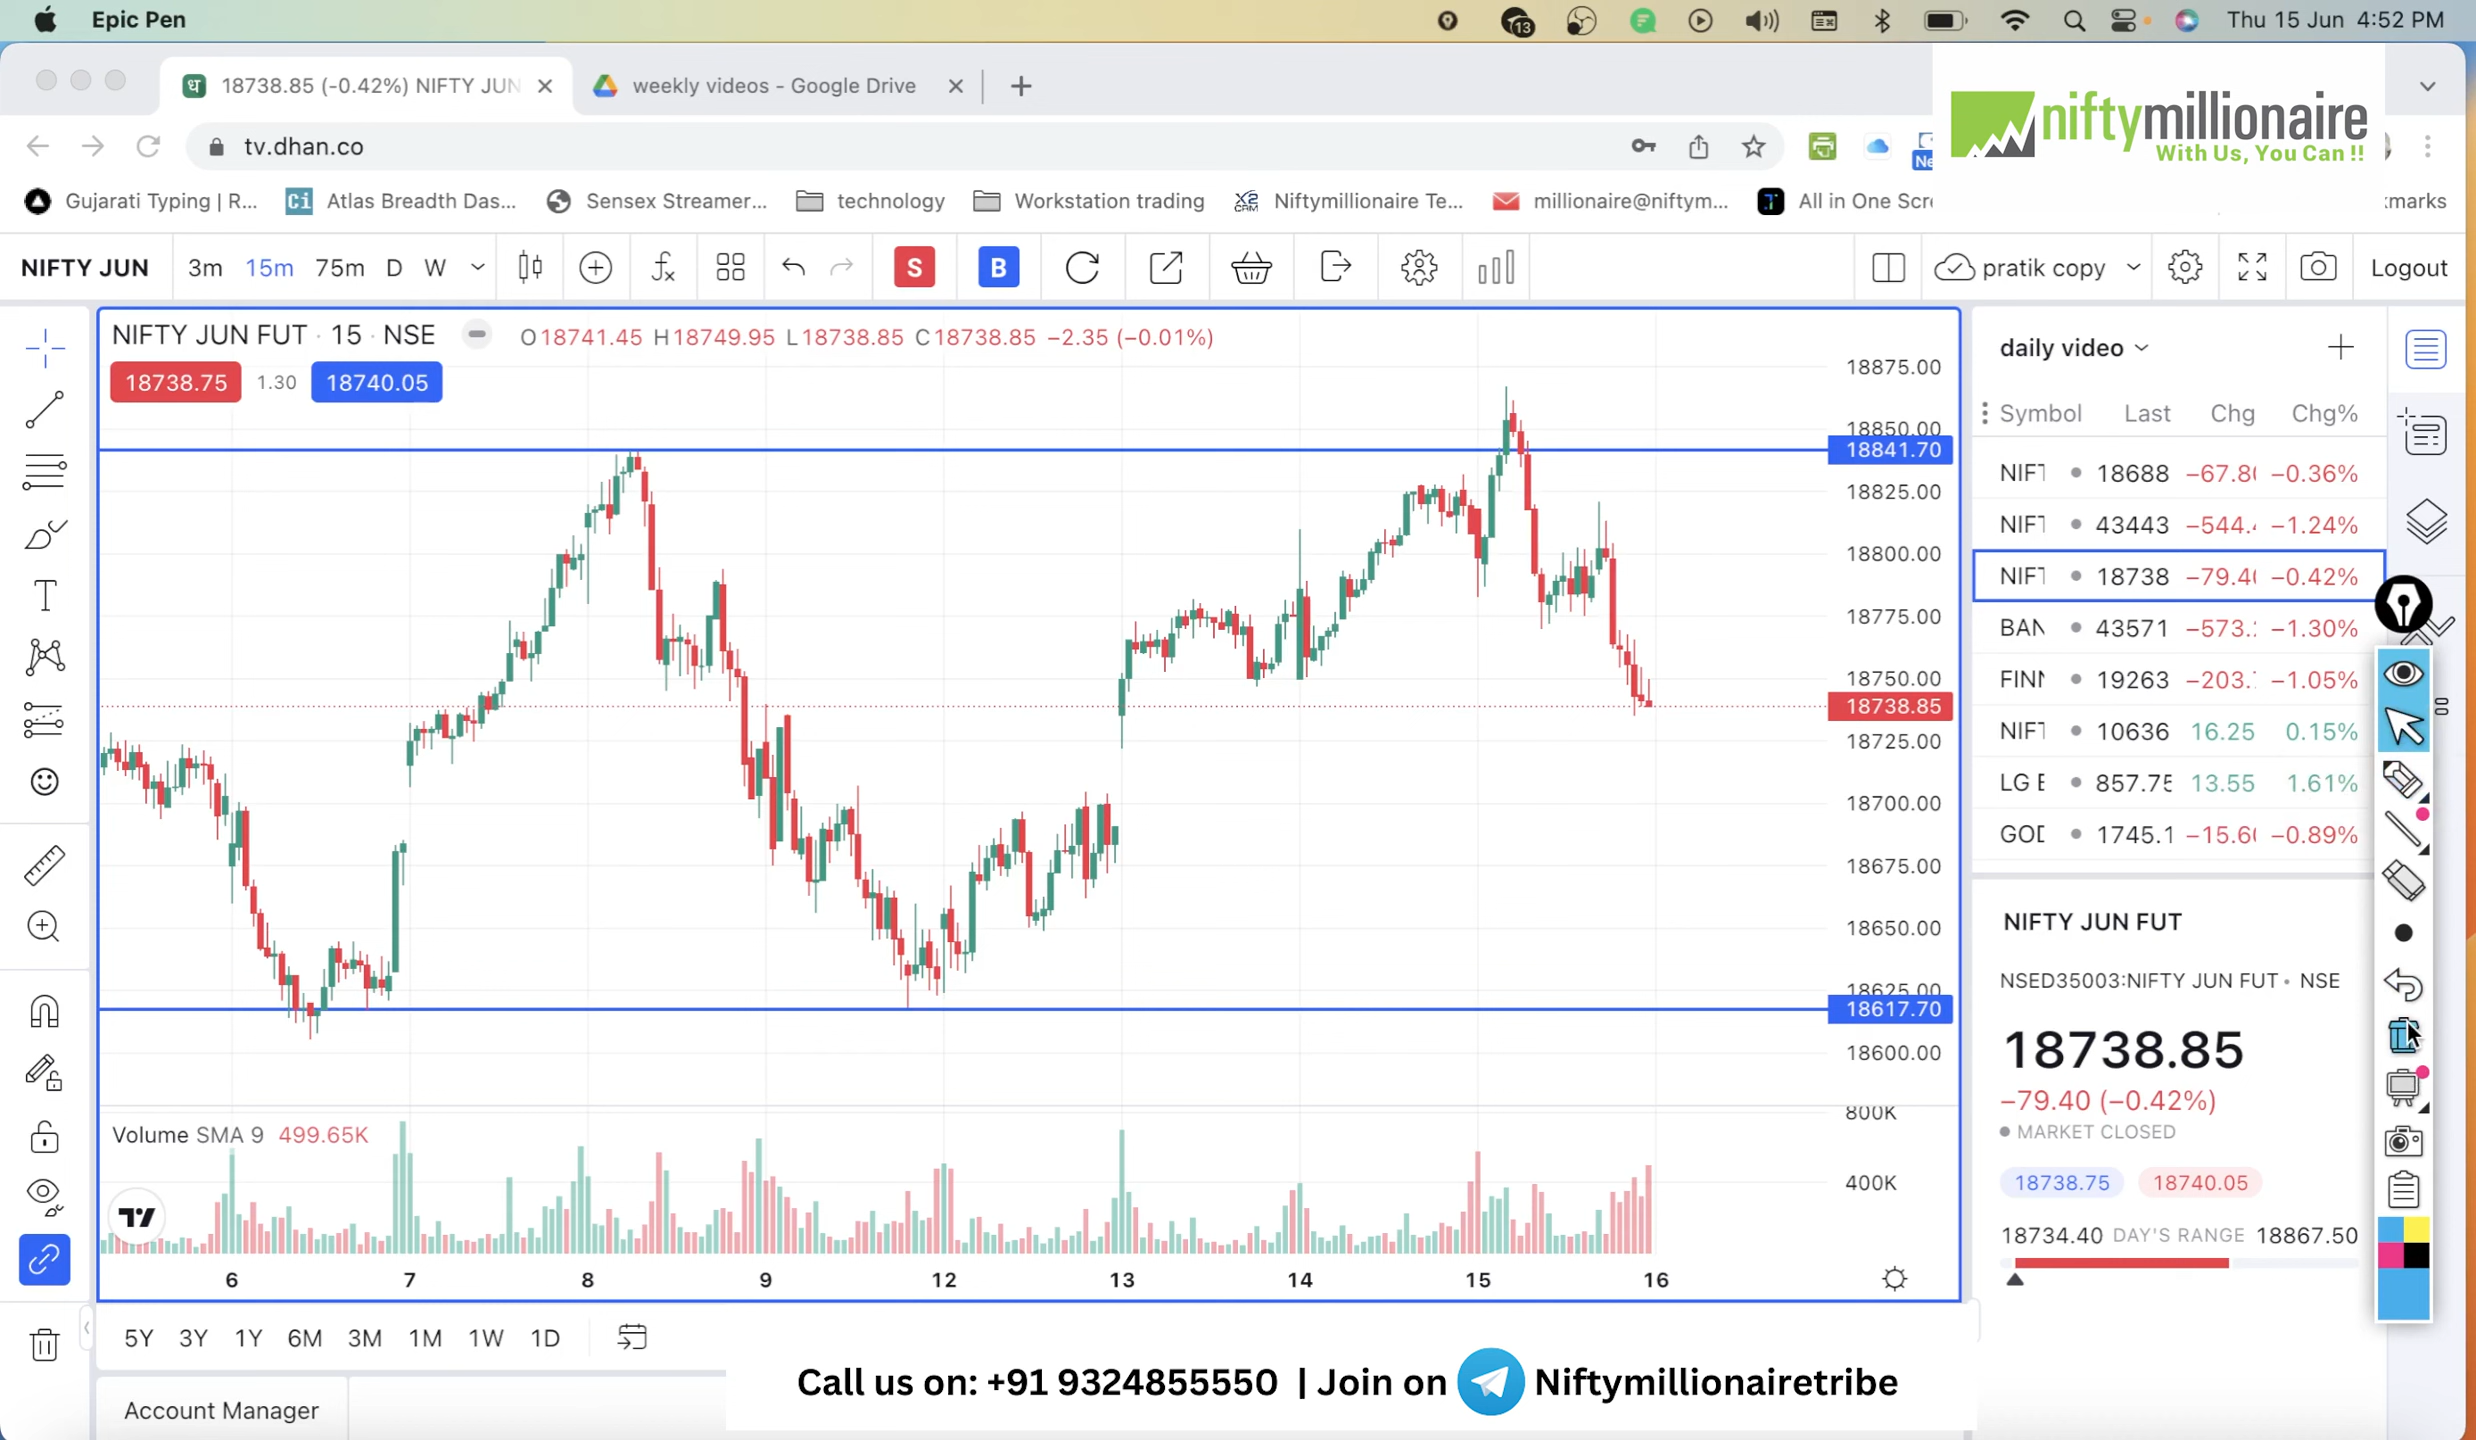 Epic Pen
13
Thu 15 Jun 4:52 PM
18738.85 (-0.42%) NIFTY JUN
weekly videos - Google Drive
tv.dhan.co
niftymillionaire
With Us, You Can !!
Gujarati Typing | R...
Atlas Breadth Das...
Sensex Streamer...
technology
Workstation trading
Niftymillionaire Te...
millionaire@niftym...
All in One Scr
NIFTY JUN
3m 15m 75m D W
S
B
pratik copy
Logout
NIFTY JUN FUT · 15 · NSE
O18741.45 H18749.95 L18738.85 C18738.85 −2.35 (−0.01%)
18738.75 1.30 18740.05
18875.00
18850.00
18841.70
18825.00
18800.00
18775.00
18750.00
18738.85
18725.00
18700.00
18675.00
18650.00
18625.00
18617.70
18600.00
800K
400K
Volume SMA 9 499.65K
6 7 8 9 12 13 14 15 16
5Y 3Y 1Y 6M 3M 1M 1W 1D
Account Manager
daily video
Symbol Last Chg Chg%
18688 −0.36%
43443 −1.24%
18738 −0.42%
BAN 43571 −1.30%
19263 −1.05%
10636 16.25 0.15%
LG 13.55 1.61%
1745.1 −0.89%
NIFTY JUN FUT
NSED35003:NIFTY JUN FUT • NSE
18738.85
−79.40 (−0.42%)
MARKET CLOSED
18738.75 18740.05
18734.40 DAY'S RANGE 18867.50
Call us on: +91 9324855550 | Join on Niftymillionairetribe